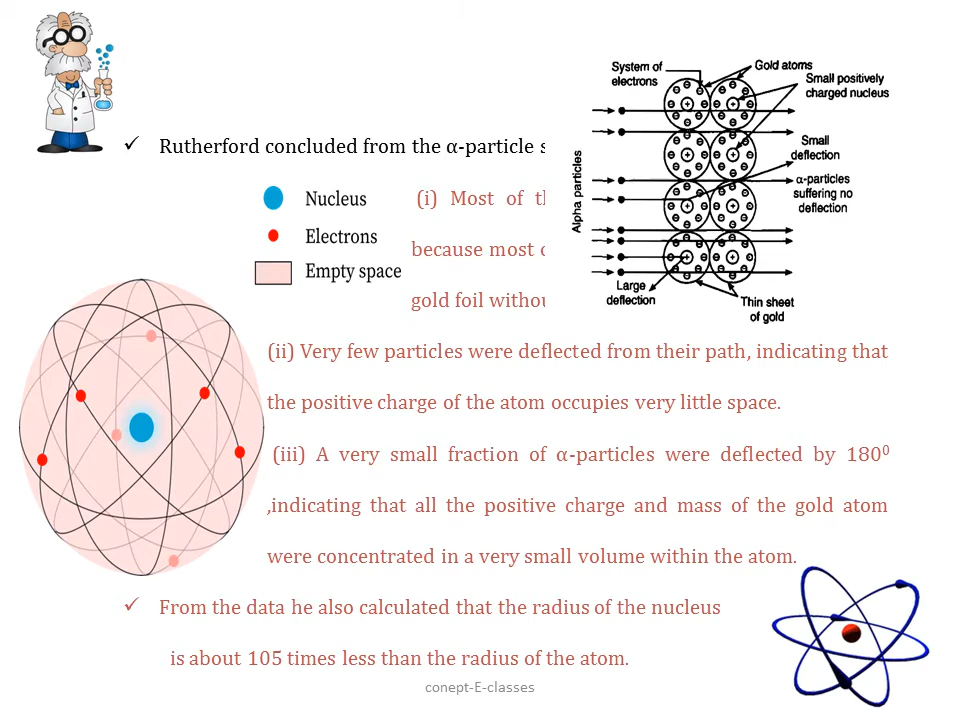 Rutherford concluded from the α-particle s
Nucleus
Electrons
Empty space
(i) Most of th
because most
gold foil withou
System of
electrons
Gold atoms
Small positively
charged nucleus
Small
deflection
α-particles
suffering no
deflection
Alpha particles
Large
deflection
Thin sheet
of gold
(ii) Very few particles were deflected from their path, indicating that
the positive charge of the atom occupies very little space.
(iii) A very small fraction of α-particles were deflected by 180⁰
,indicating that all the positive charge and mass of the gold atom
were concentrated in a very small volume within the atom.
From the data he also calculated that the radius of the nucleus
is about 105 times less than the radius of the atom.
conept-E-classes